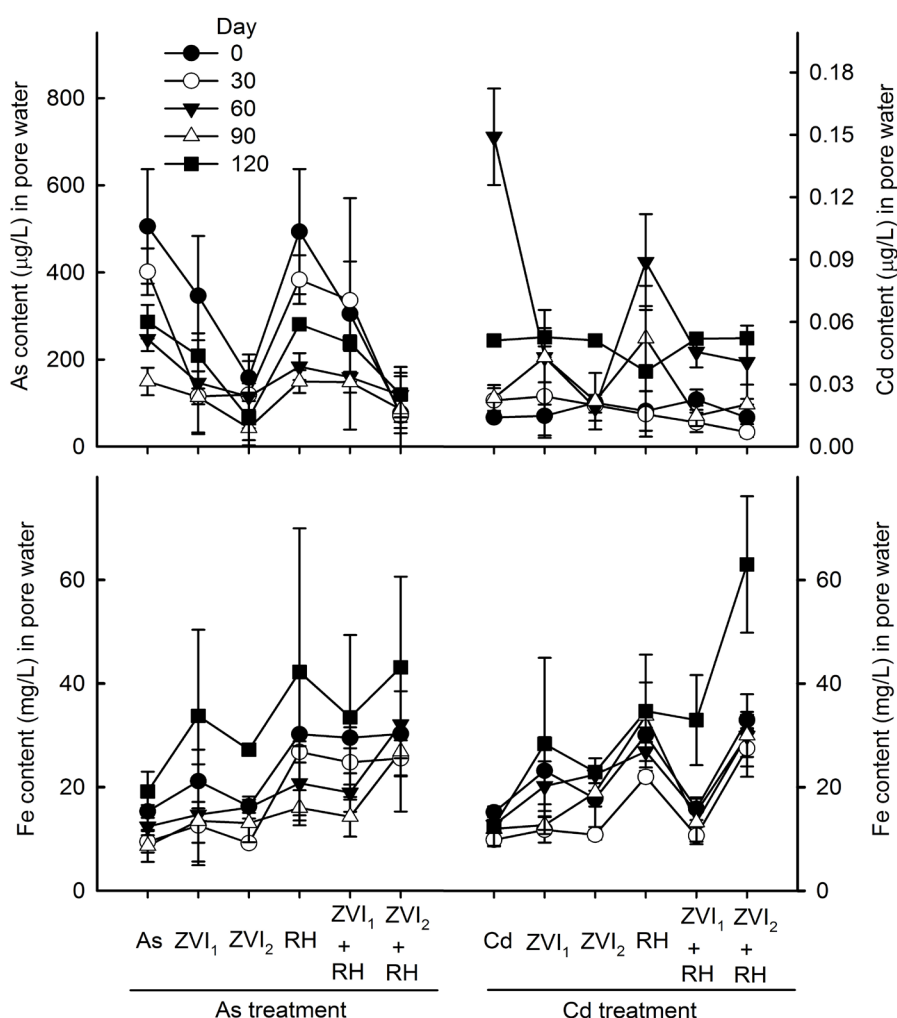 Day
0
30
60
90
120
As content (µg/L) in pore water
800
600
400
200
0
Cd content (µg/L) in pore water
0.18
0.15
0.12
0.09
0.06
0.03
0.00
Fe content (mg/L) in pore water
60
40
20
0
Fe content (mg/L) in pore water
60
40
20
0
As ZVI₁ ZVI₂ RH ZVI₁ + RH ZVI₂ + RH
Cd ZVI₁ ZVI₂ RH ZVI₁ + RH ZVI₂ + RH
As treatment
Cd treatment